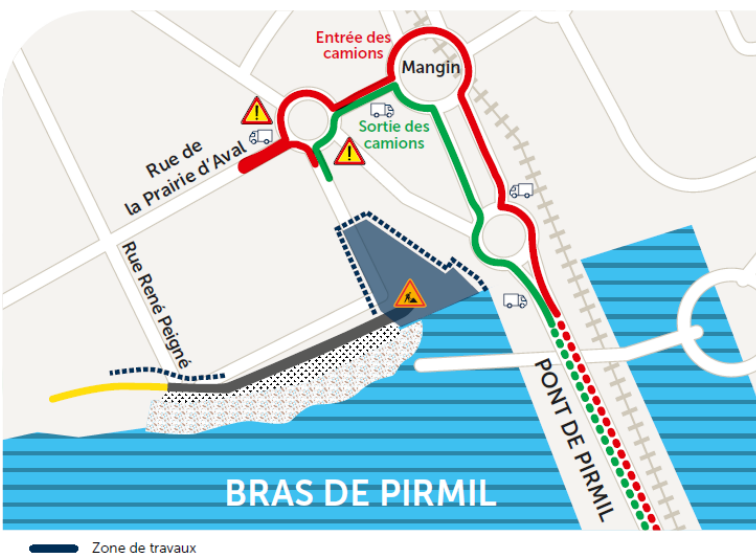 Entrée des
camions
Mangin
Sortie des
camions
Rue de
la Prairie d'Aval
Rue René Peigné
PONT DE PIRMIL
BRAS DE PIRMIL
Zone de travaux